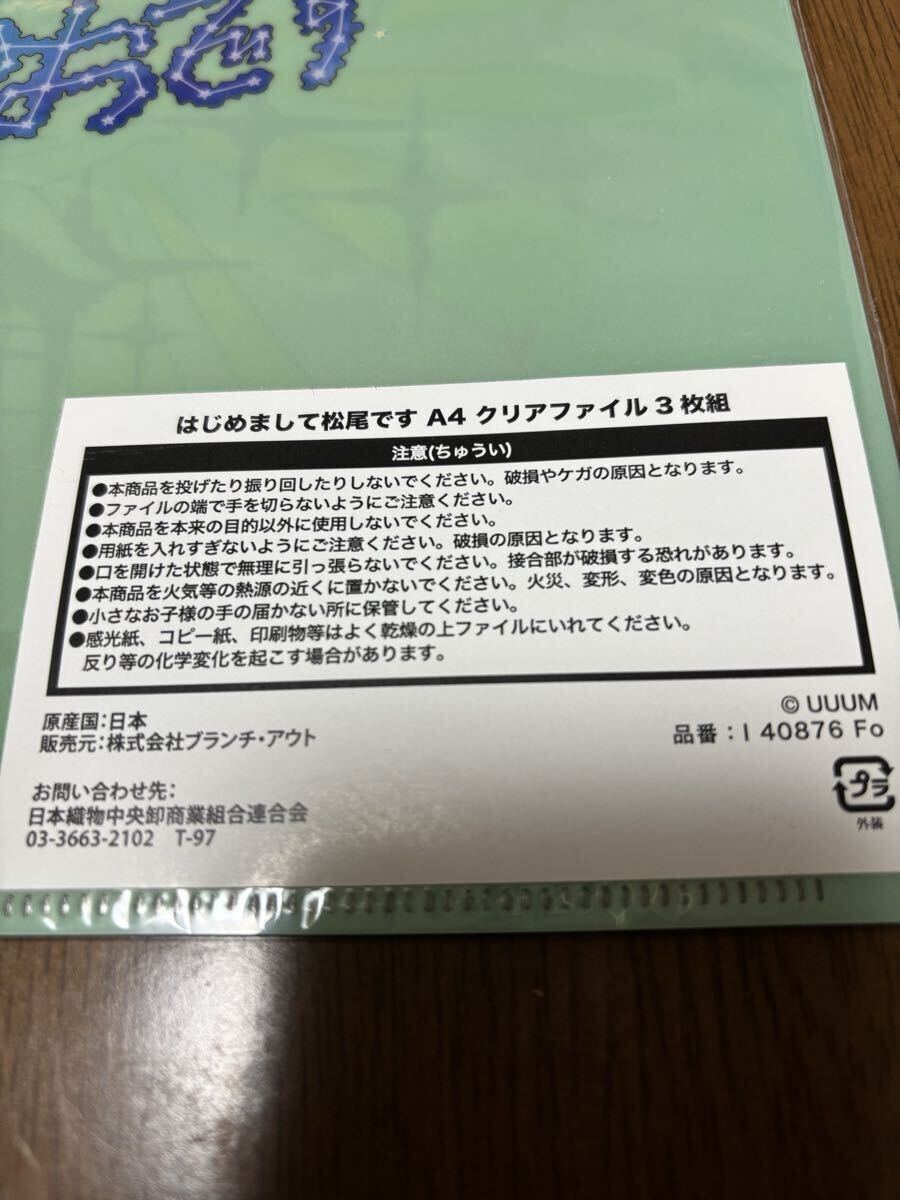 おどり
はじめまして松尾です A4 クリアファイル3枚組
注意(ちゅうい)
●本商品を投げたり振り回したりしないでください。破損やケガの原因となります。
●ファイルの端で手を切らないようにご注意ください。
●本商品を本来の目的以外に使用しないでください。
●用紙を入れすぎないようにご注意ください。破損の原因となります。
●口を開けた状態で無理に引っ張らないでください。接合部が破損する恐れがあります。
●本商品を火気等の熱源の近くに置かないでください。火災、変形、変色の原因となります。
●小さなお子様の手の届かない所に保管してください。
●感光紙、コピー紙、印刷物等はよく乾燥の上ファイルにいれてください。
反り等の化学変化を起こす場合があります。
© UUUM
原産国:日本
品番:I 40876 Fo
販売元:株式会社ブランチ・アウト
プラ
外装
お問い合わせ先:
日本織物中央卸商業組合連合会
03-3663-2102 T-97